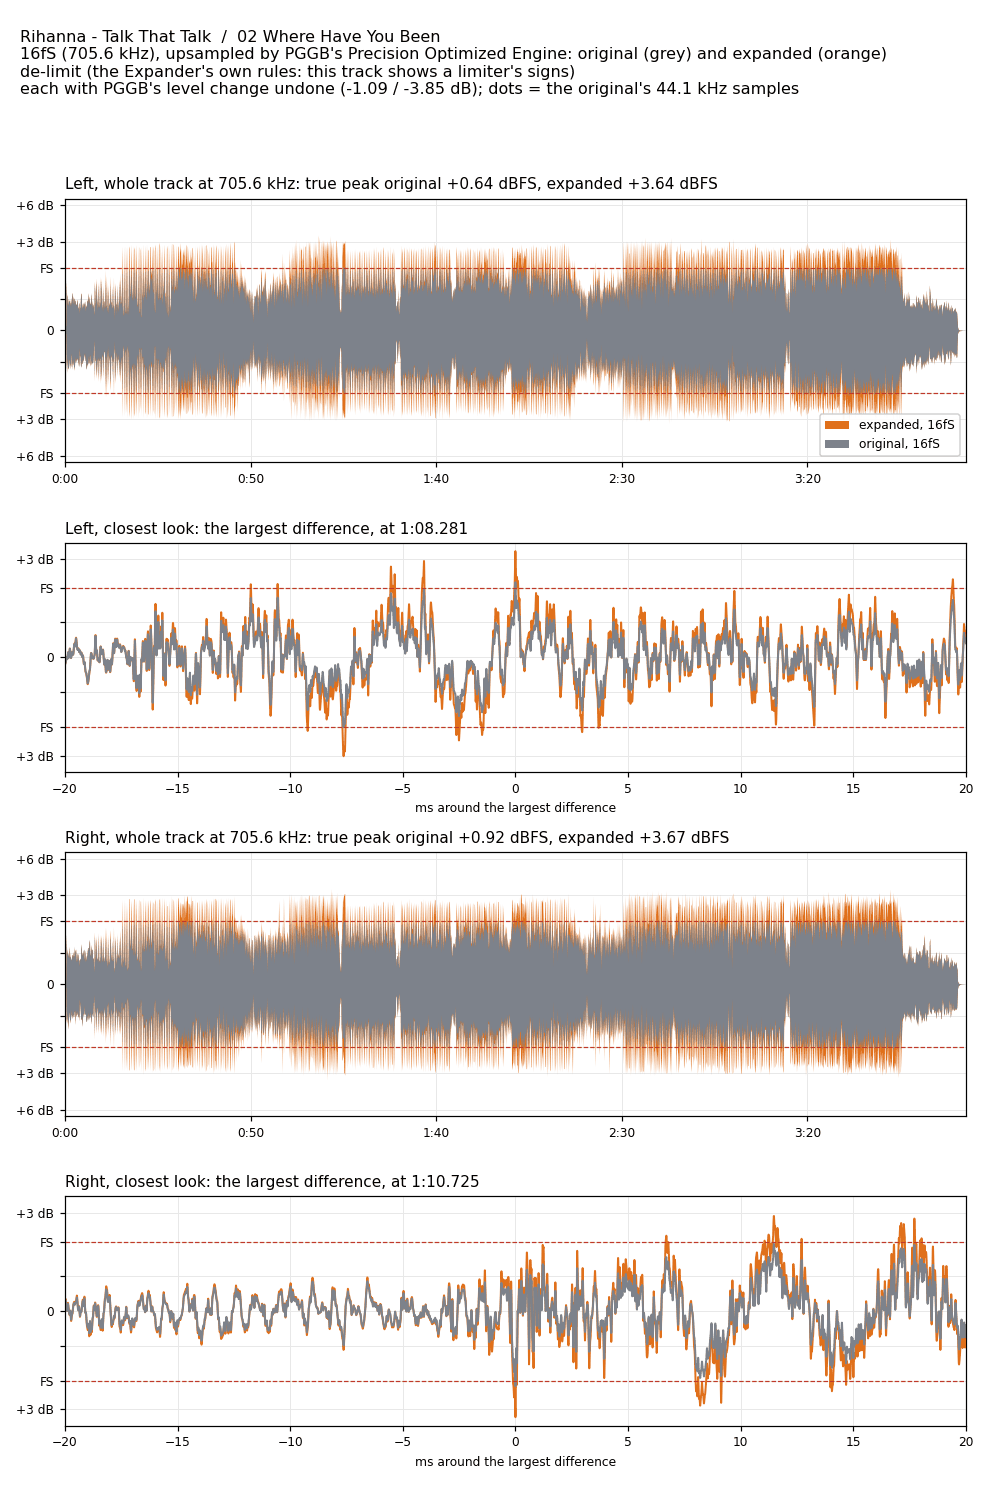 Rihanna - Talk That Talk  /  02 Where Have You Been
16fS (705.6 kHz), upsampled by PGGB's Precision Optimized Engine: original (grey) and expanded (orange)
de-limit (the Expander's own rules: this track shows a limiter's signs)
each with PGGB's level change undone (-1.09 / -3.85 dB); dots = the original's 44.1 kHz samples
Left, whole track at 705.6 kHz: true peak original +0.64 dBFS, expanded +3.64 dBFS
+6 dB
+3 dB
FS
0
FS
+3 dB
+6 dB
expanded, 16fS
original, 16fS
0:00 0:50 1:40 2:30 3:20
Left, closest look: the largest difference, at 1:08.281
+3 dB
FS
0
FS
+3 dB
−20 −15 −10 −5 0 5 10 15 20
ms around the largest difference
Right, whole track at 705.6 kHz: true peak original +0.92 dBFS, expanded +3.67 dBFS
+6 dB
+3 dB
FS
0
FS
+3 dB
+6 dB
0:00 0:50 1:40 2:30 3:20
Right, closest look: the largest difference, at 1:10.725
+3 dB
FS
0
FS
+3 dB
−20 −15 −10 −5 0 5 10 15 20
ms around the largest difference